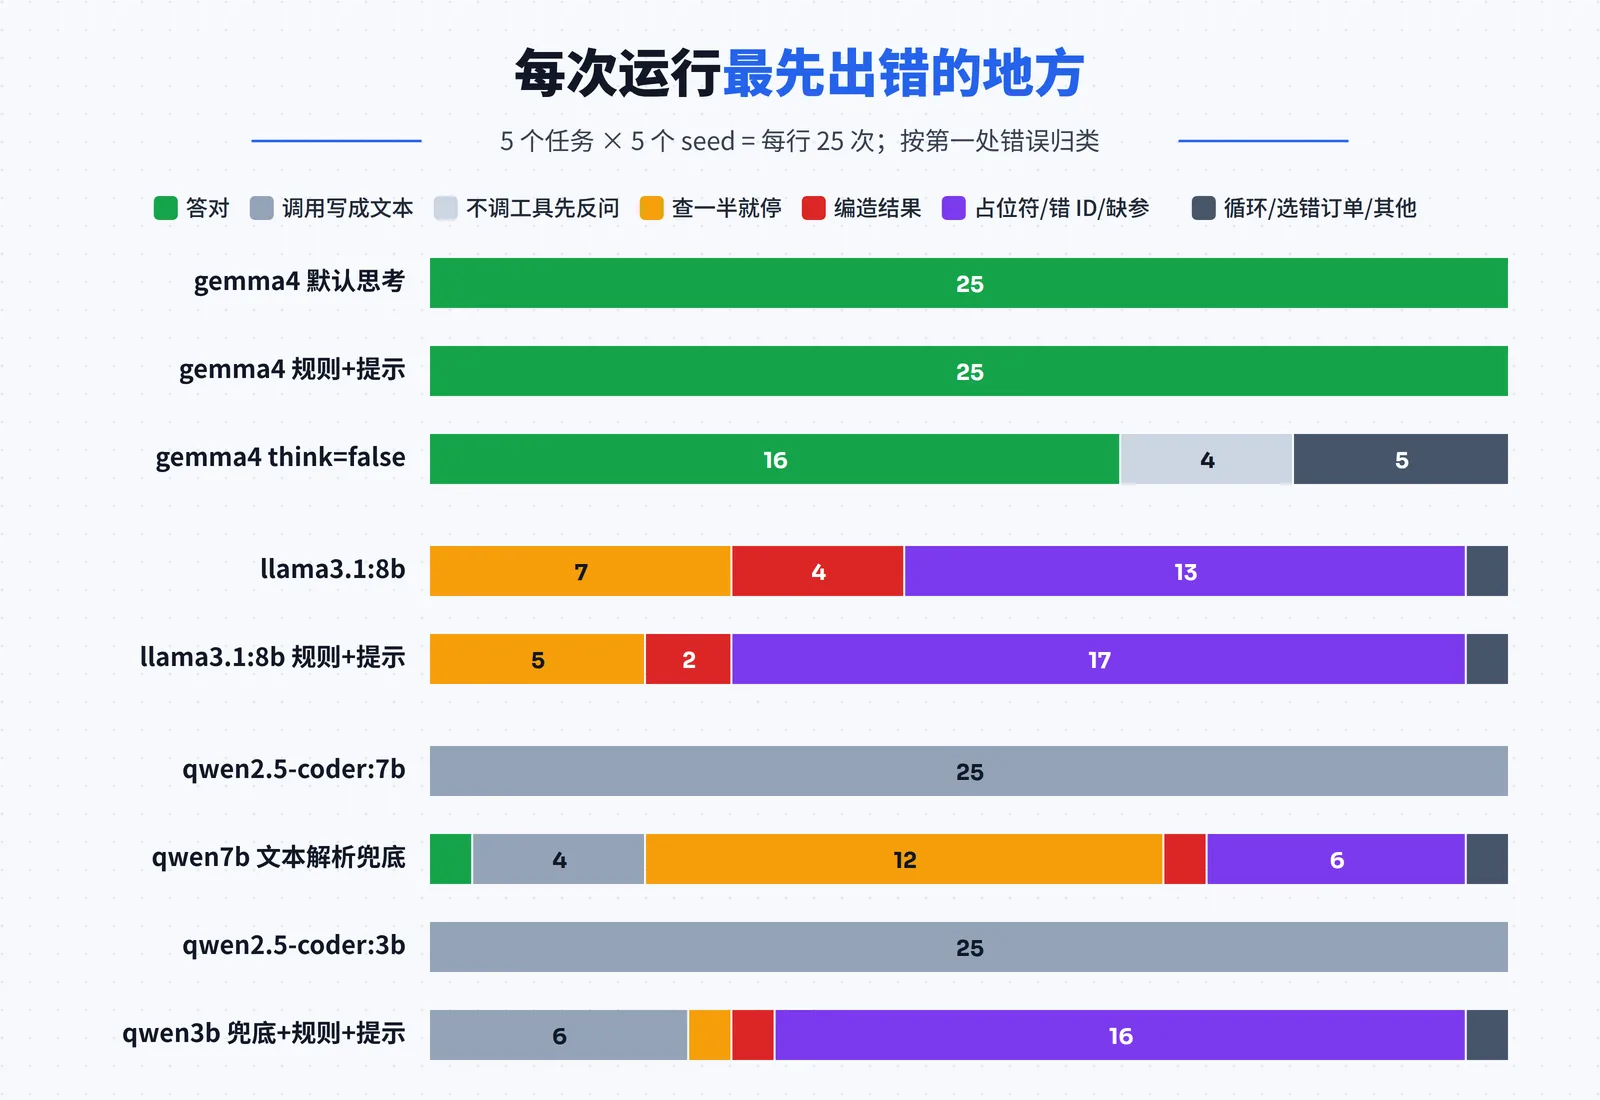 每次运行最先出错的地方
5 个任务 × 5 个 seed = 每行 25 次；按第一处错误归类
答对 调用写成文本 不调工具先反问 查一半就停 编造结果 占位符/错 ID/缺参 循环/选错订单/其他
gemma4 默认思考 25
gemma4 规则+提示 25
gemma4 think=false 16 4 5
llama3.1:8b 7 4 13
llama3.1:8b 规则+提示 5 2 17
qwen2.5-coder:7b 25
qwen7b 文本解析兜底 4 12 6
qwen2.5-coder:3b 25
qwen3b 兜底+规则+提示 6 16